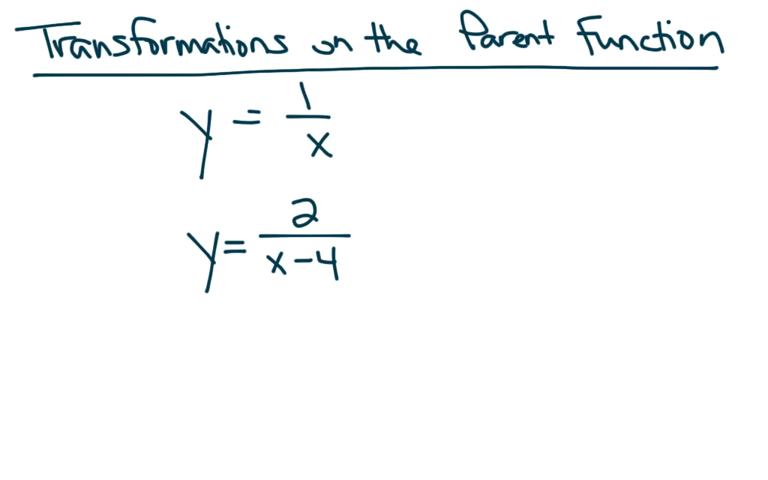 Transformations on the Parent Function
y = 1/x
y = 2/(x-4)